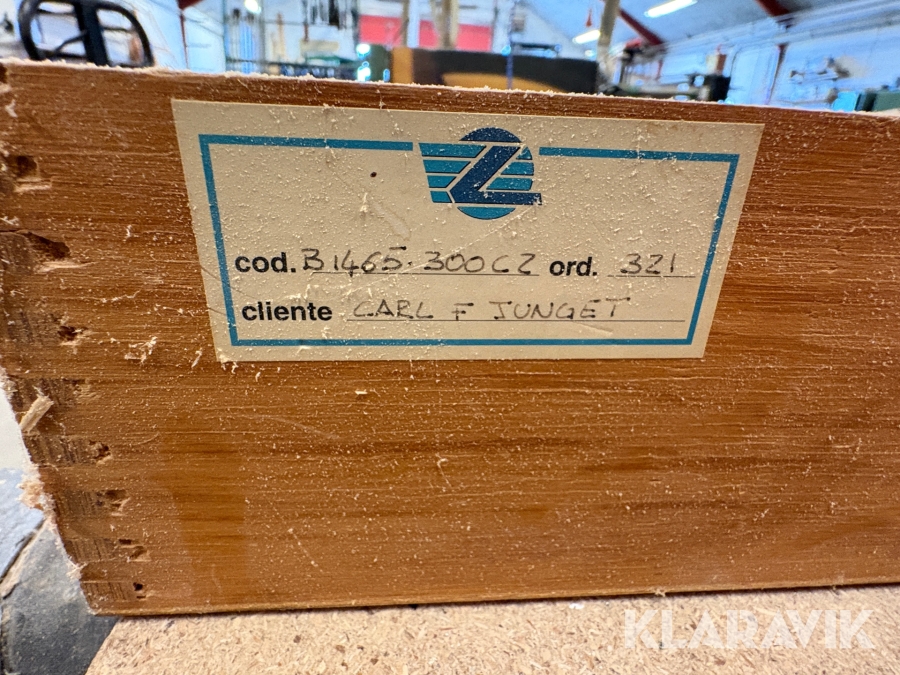 Z
cod. B1465.300CZ ord. 321
cliente CARL F JUNGET
KLARAVIK